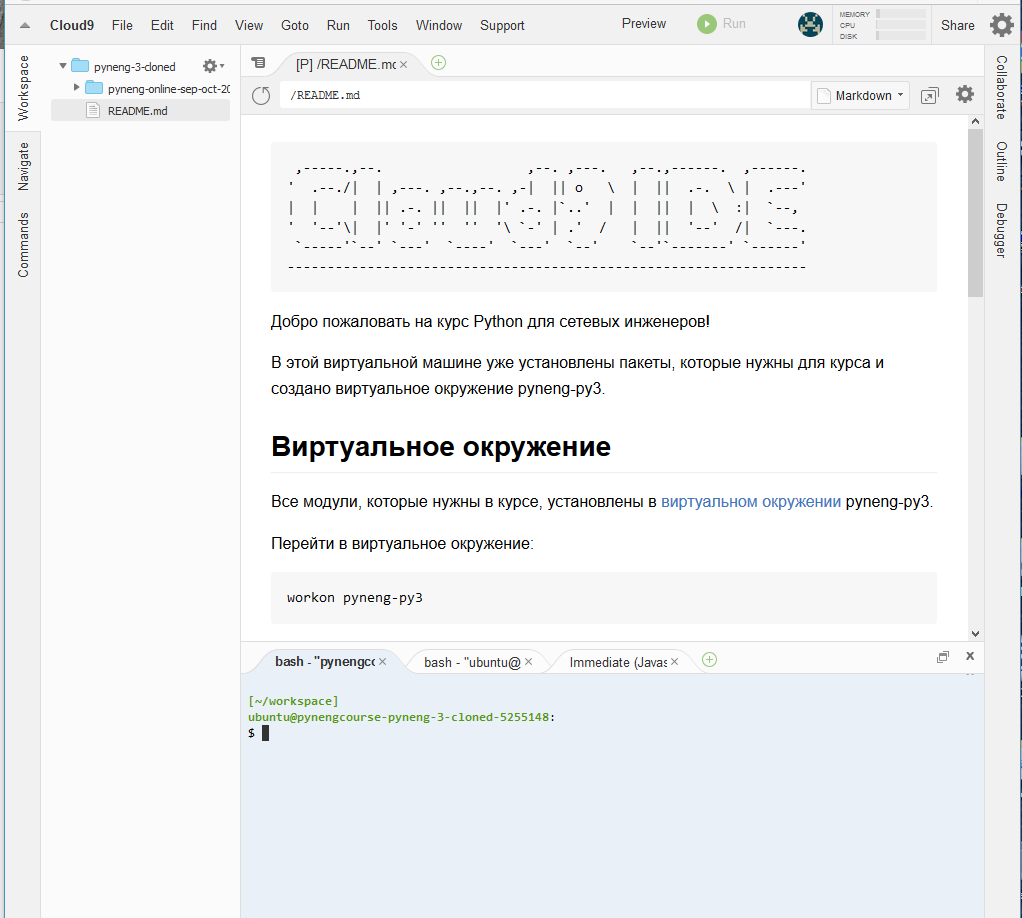 Cloud9 File Edit Find View Goto Run Tools Window Support Preview Run MEMORY CPU DISK Share
Workspace
Navigate
Commands
pyneng-3-cloned
pyneng-online-sep-oct-20
README.md
[P] /README.mc
/README.md Markdown
Cloud9 IDE
Добро пожаловать на курс Python для сетевых инженеров!
В этой виртуальной машине уже установлены пакеты, которые нужны для курса и
создано виртуальное окружение pyneng-py3.
Виртуальное окружение
Все модули, которые нужны в курсе, установлены в виртуальном окружении pyneng-py3.
Перейти в виртуальное окружение:
workon pyneng-py3
bash - "pynengcc bash - "ubuntu@ Immediate (Javas
[~/workspace]
ubuntu@pynengcourse-pyneng-3-cloned-5255148:
$
Collaborate
Outline
Debugger